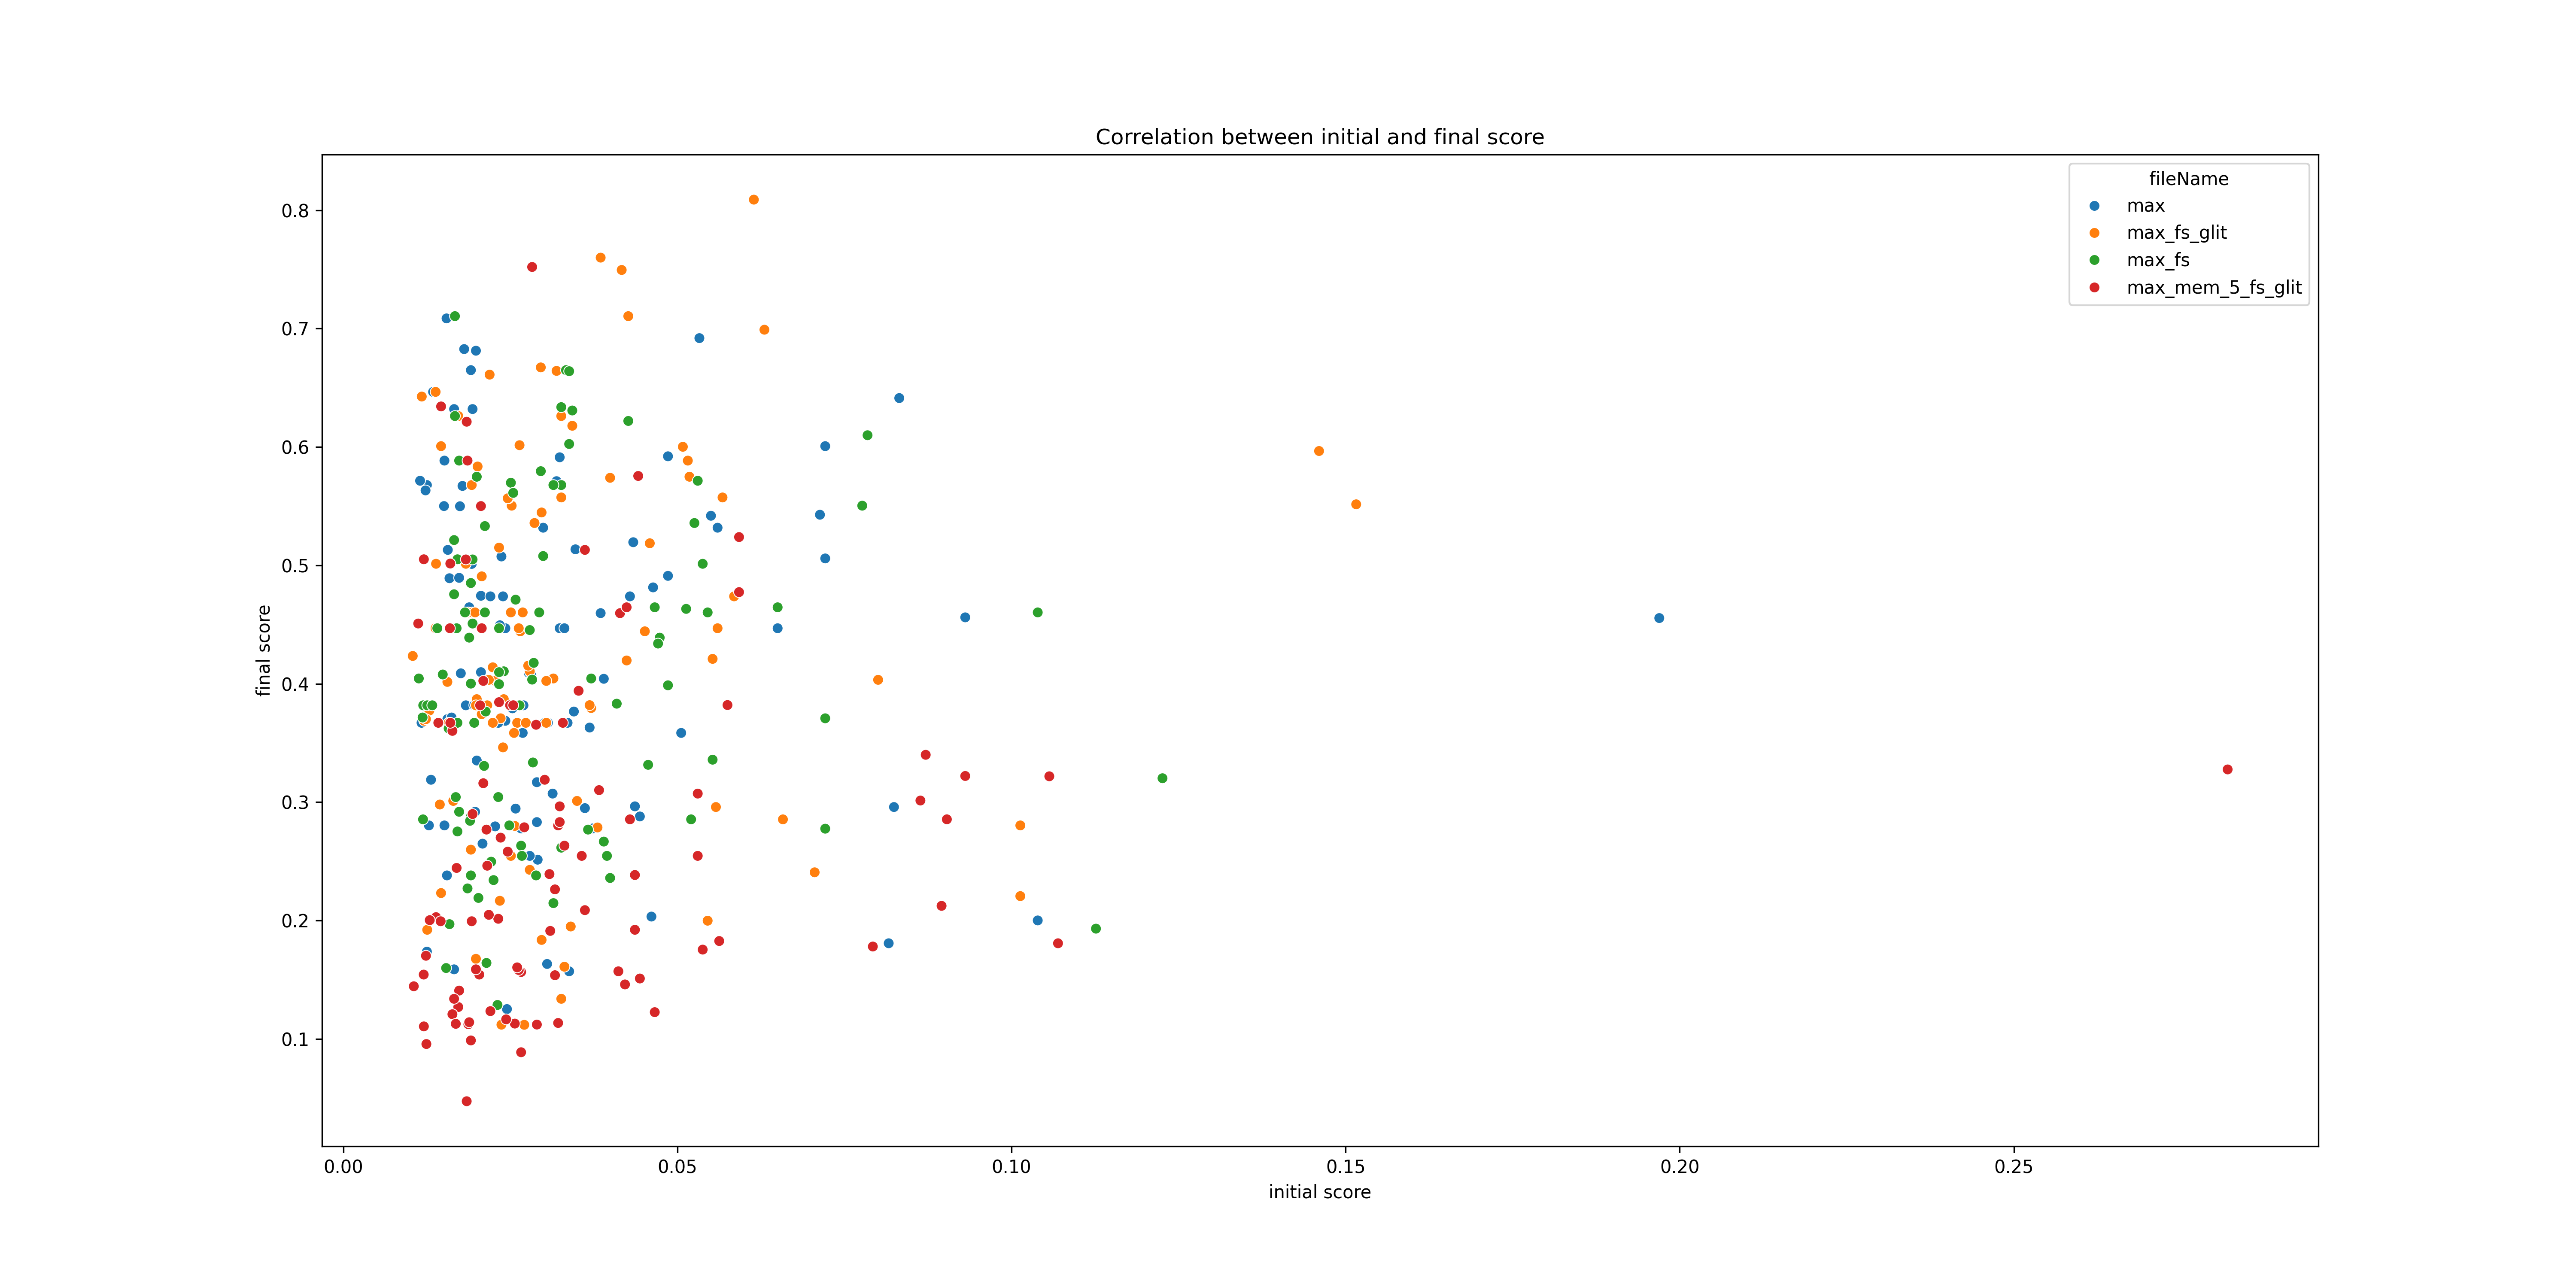 Correlation between initial and final score
fileName
max
max_fs_glit
max_fs
max_mem_5_fs_glit
final score
0.8
0.7
0.6
0.5
0.4
0.3
0.2
0.1
0.00 0.05 0.10 0.15 0.20 0.25
initial score